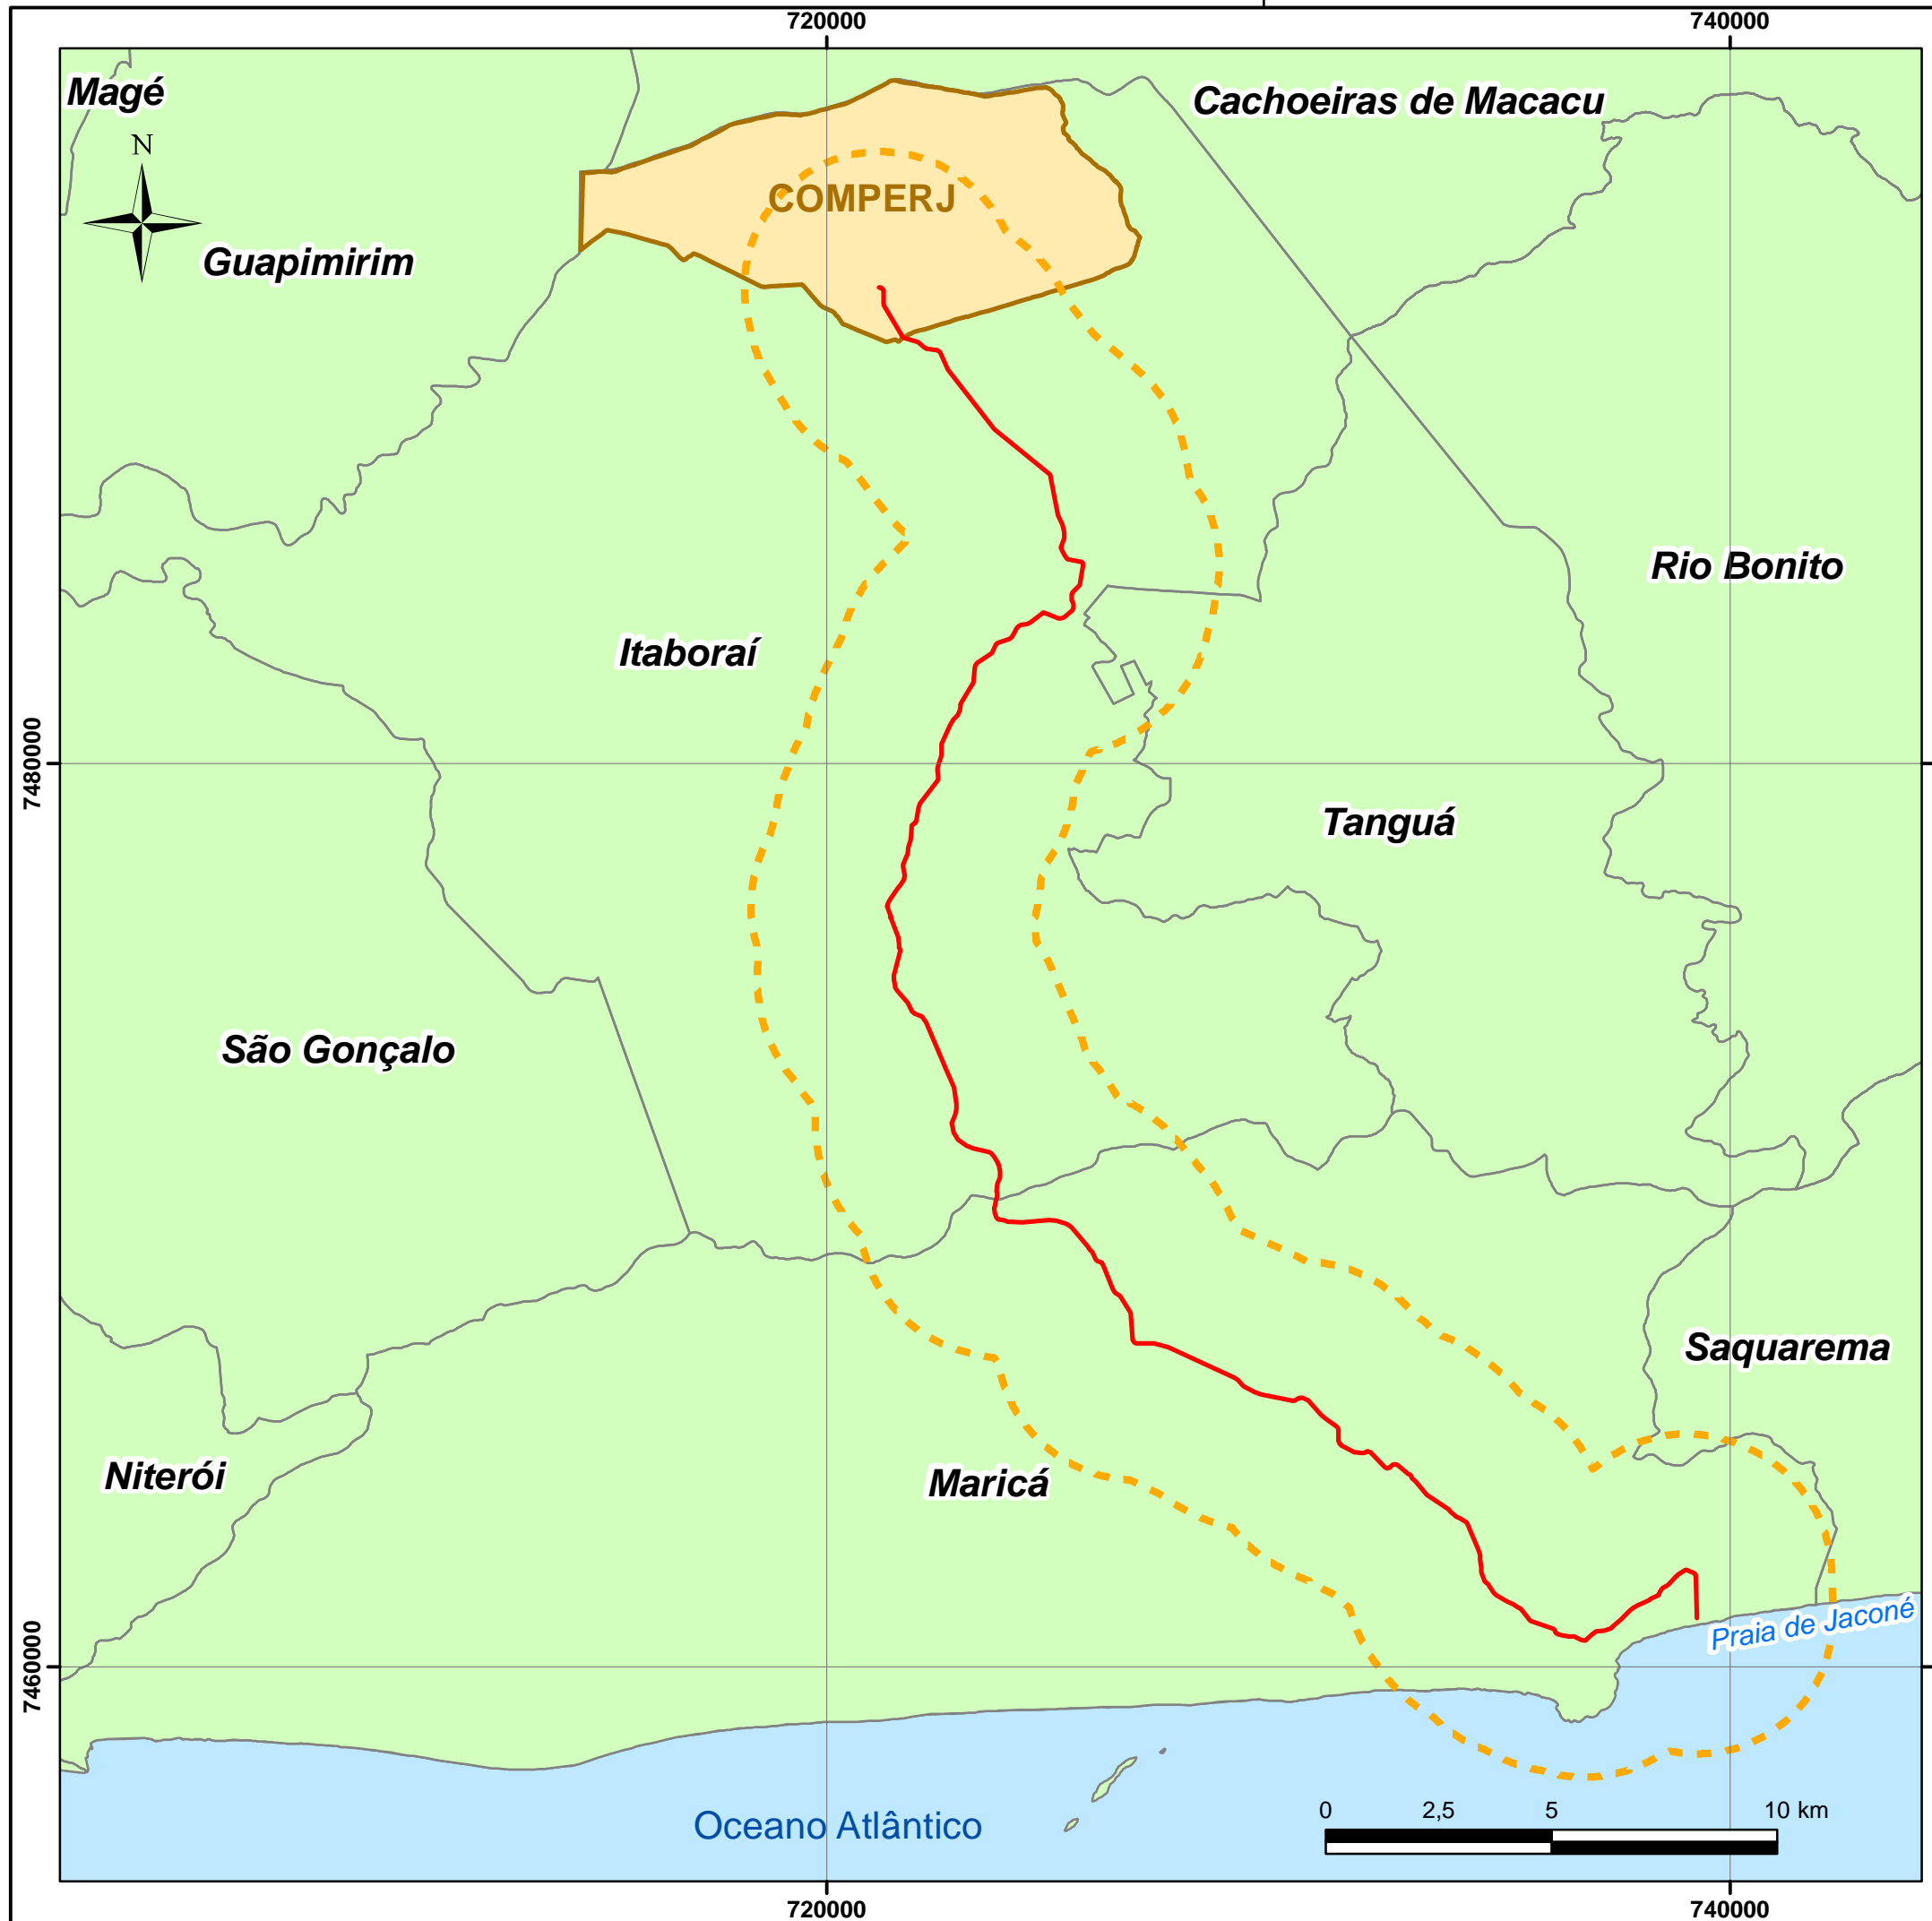 720000
740000
Magé
Cachoeiras de Macacu
N
COMPERJ
Guapimirim
Rio Bonito
Itaboraí
7480000
Tanguá
São Gonçalo
Saquarema
Niterói
Maricá
7460000
Praia de Jaconé
Oceano Atlântico
0 2,5 5 10 km
720000
740000